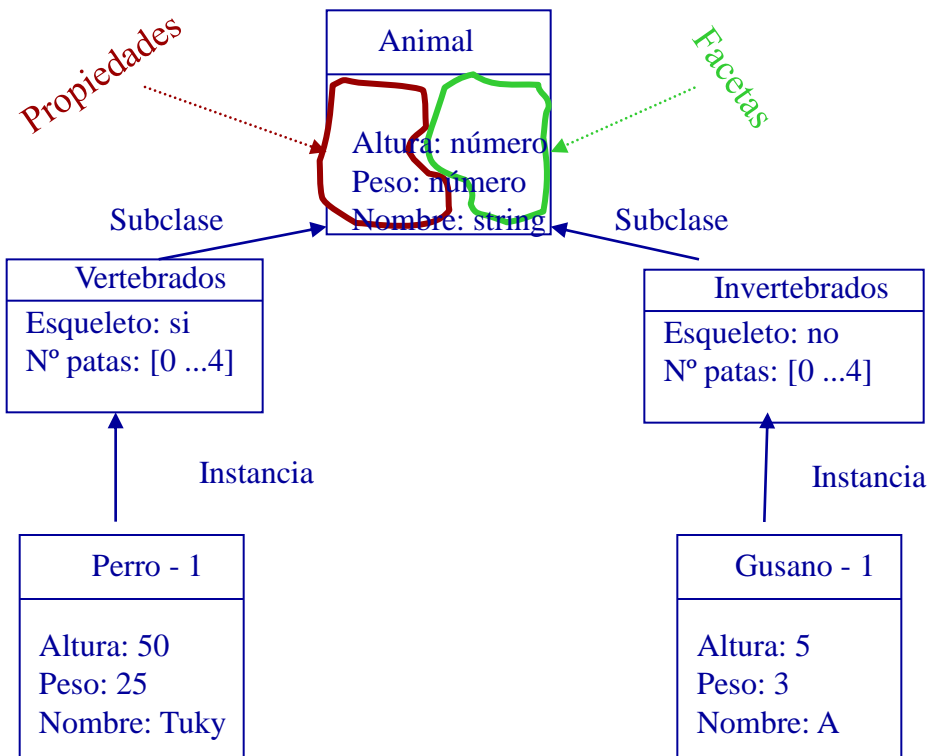 Propiedades
Animal
Facetas
Altura: número
Peso: número
Nombre: string
Subclase
Subclase
Vertebrados
Esqueleto: si
Nº patas: [0 ...4]
Invertebrados
Esqueleto: no
Nº patas: [0 ...4]
Instancia
Instancia
Perro - 1
Altura: 50
Peso: 25
Nombre: Tuky
Gusano - 1
Altura: 5
Peso: 3
Nombre: A